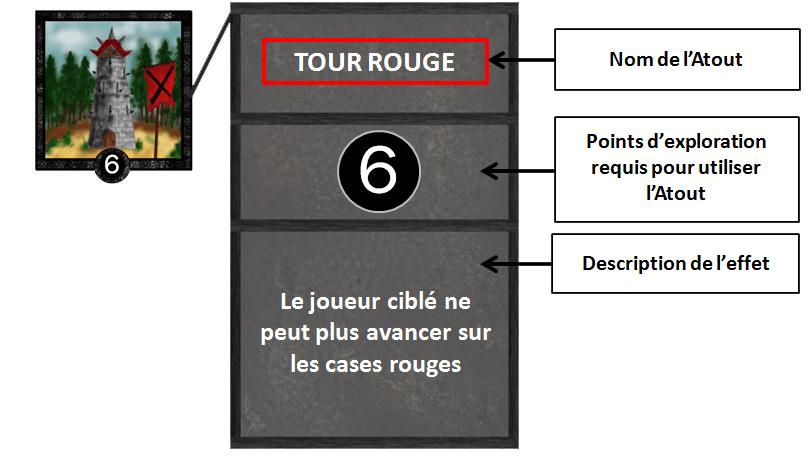 6
TOUR ROUGE
Nom de l'Atout
6
Points d'exploration
requis pour utiliser
l'Atout
Description de l'effet
Le joueur ciblé ne
peut plus avancer sur
les cases rouges